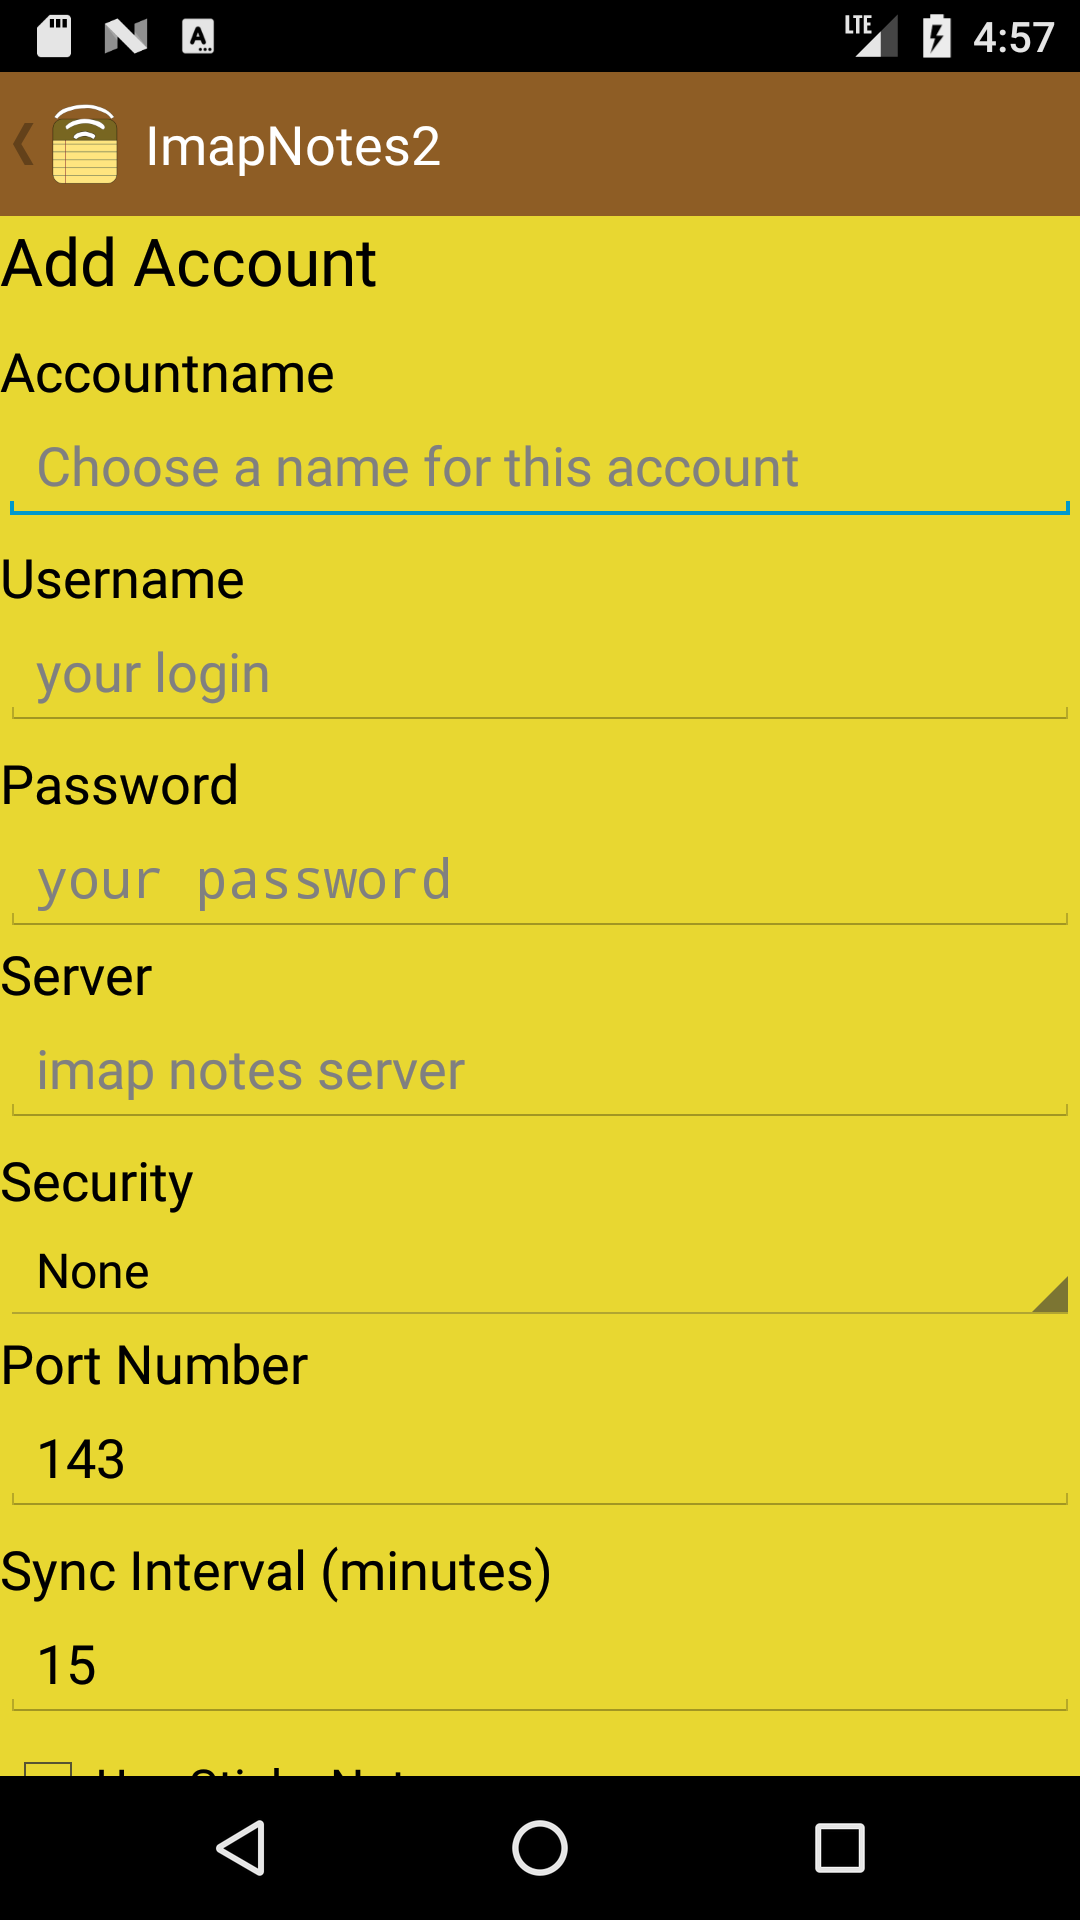 LTE 4:57
ImapNotes2
Add Account
Accountname
Choose a name for this account
Username
your login
Password
your password
Server
imap notes server
Security
None
Port Number
143
Sync Interval (minutes)
15